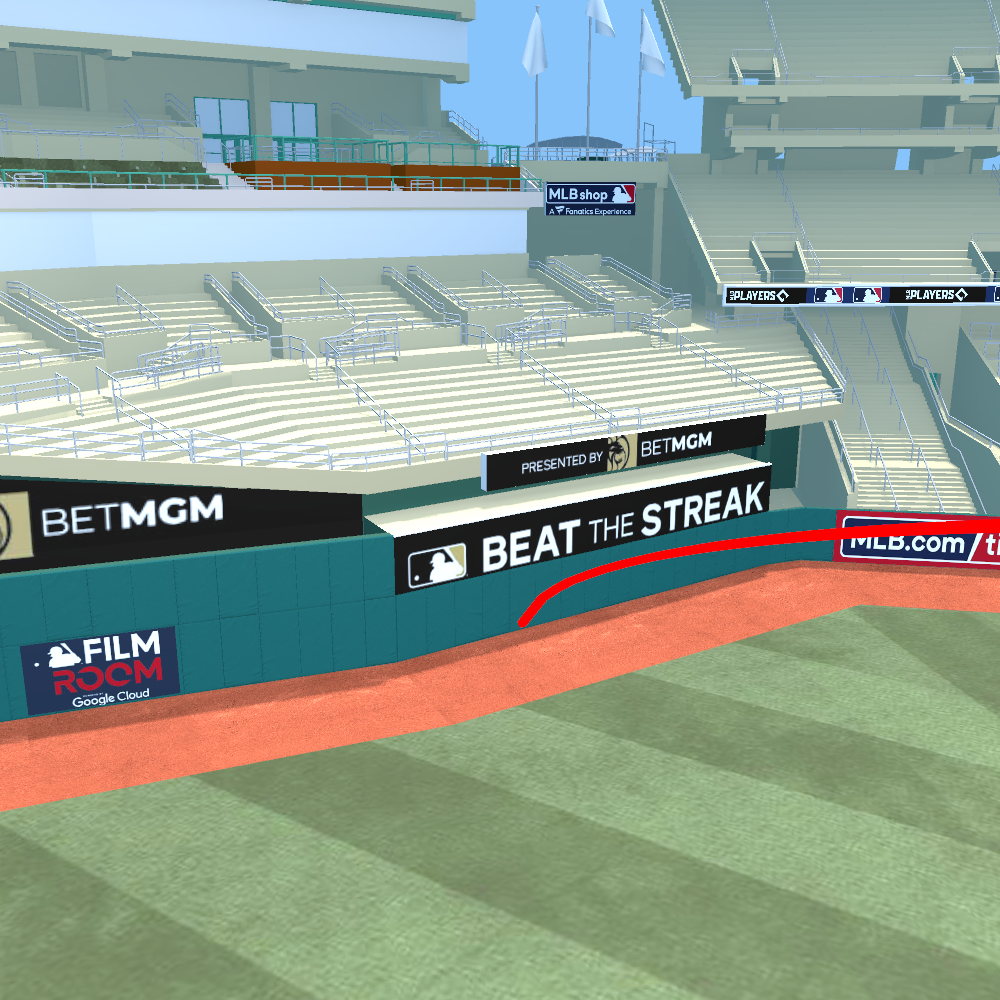 MLB shop
A Fanatics Experience
PLAYERS
PLAYERS
PRESENTED BY BETMGM
BETMGM
BEAT THE STREAK
MLB.com/ti
FILM
ROOM
Google Cloud